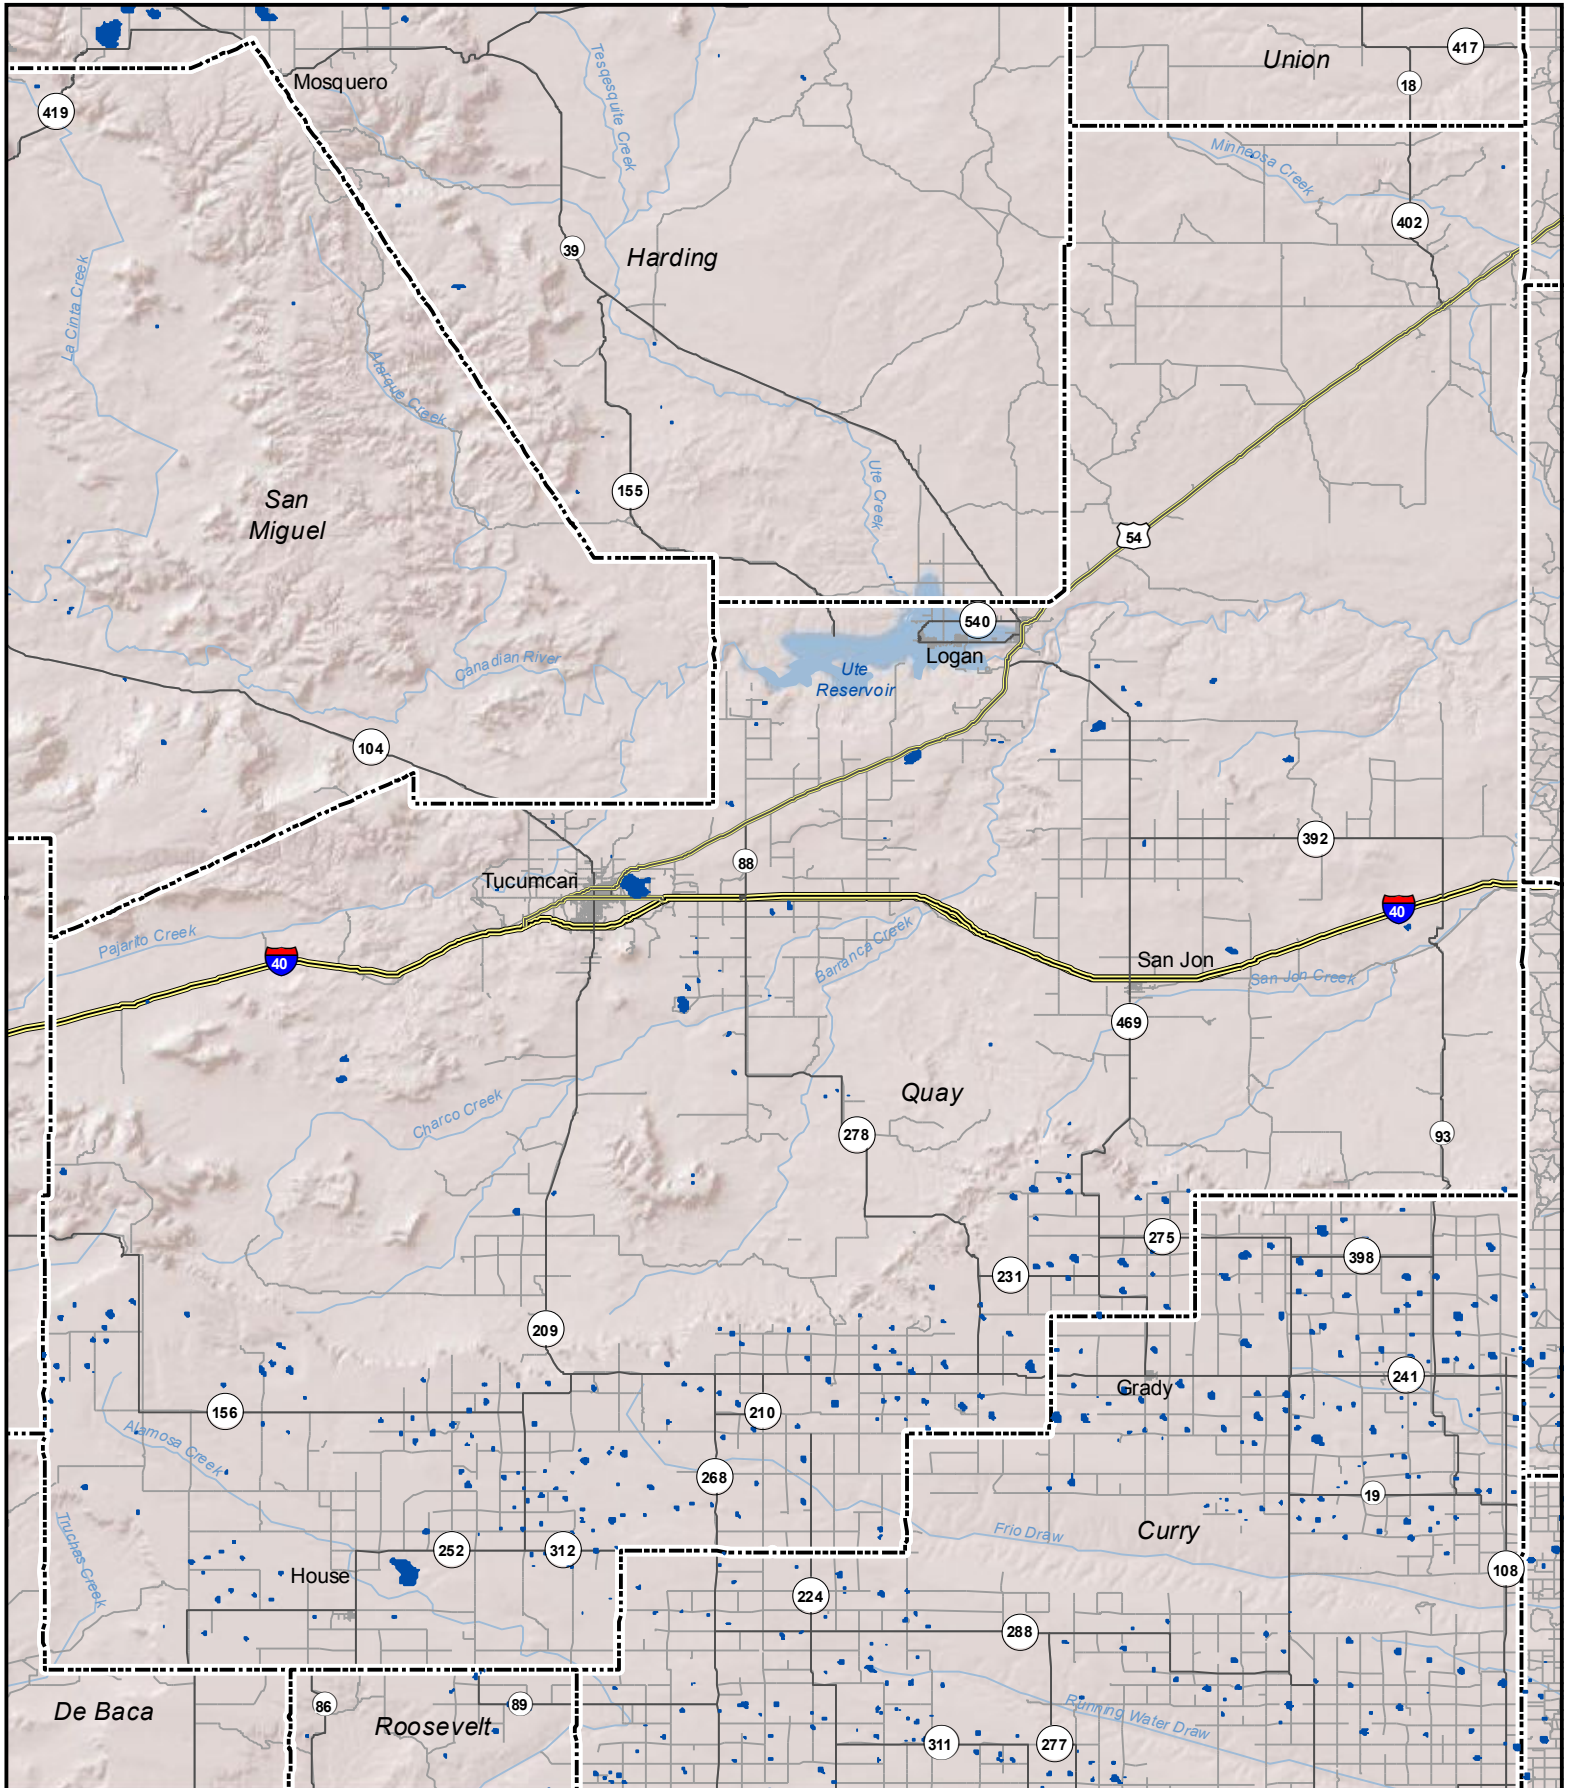 Union
417
18
Mosquero
419
Tesqesquite Creek
Minneosa Creek
402
39
Harding
La Cinta Creek
Atarque Creek
155
San
Miguel
Ute Creek
54
540
Logan
Canadian River
Ute
Reservoir
104
392
88
Tucumcari
40
Pajarito Creek
40
Barranca Creek
San Jon
San Jon Creek
469
Quay
Charco Creek
278
93
275
398
231
209
241
Grady
156
210
Alamosa Creek
268
19
Truchas Creek
Frio Draw
Curry
252
312
House
108
224
288
De Baca
86
89
Roosevelt
Running Water Draw
311
277